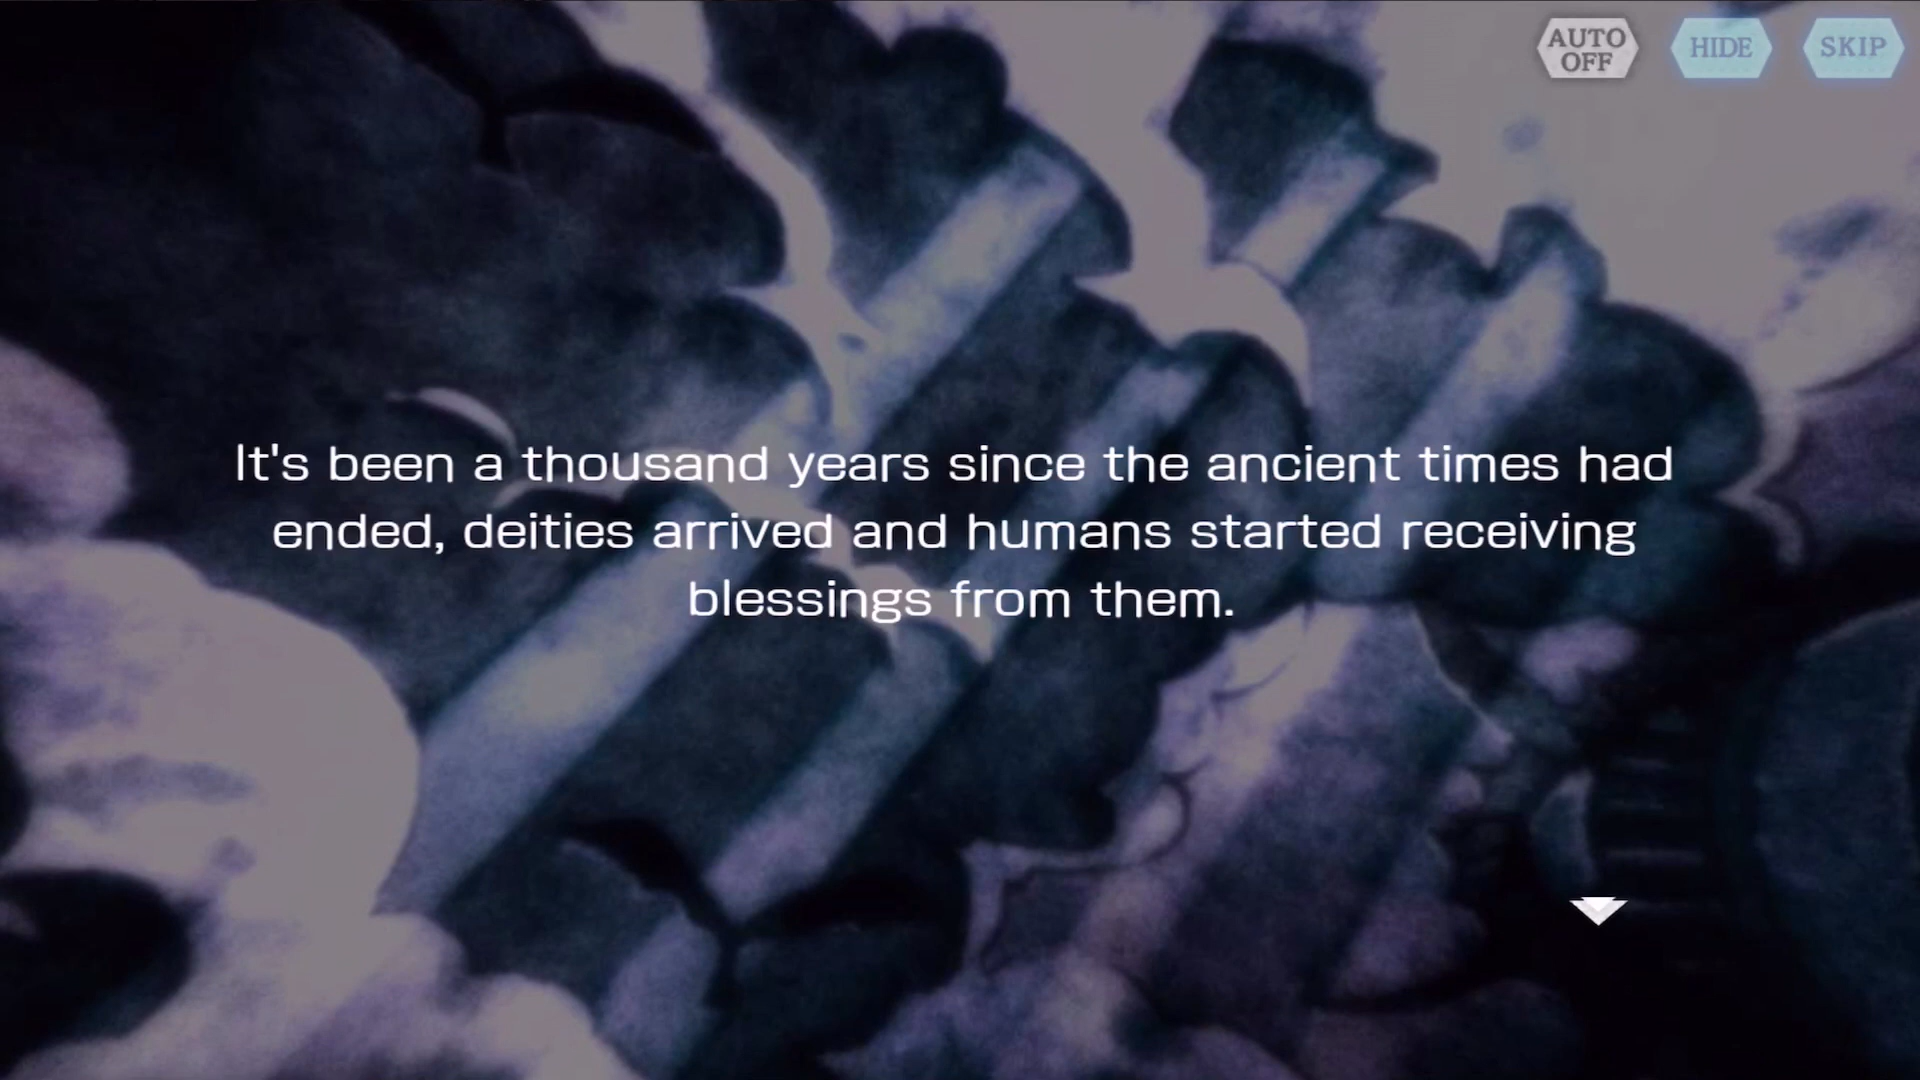 AUTO
OFF
HIDE
SKIP
It's been a thousand years since the ancient times had
ended, deities arrived and humans started receiving
blessings from them.